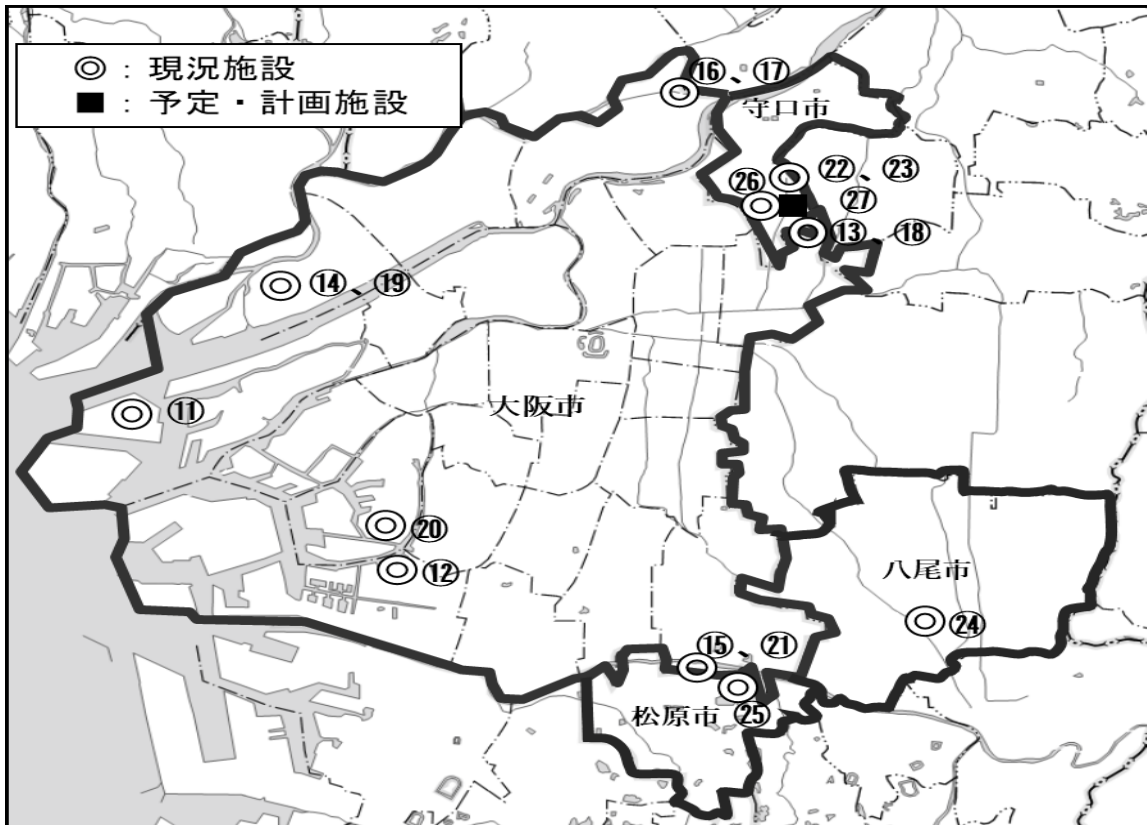 ◎ : 現況施設
■ : 予定・計画施設
⑯ ⑰
守口市
㉒ ㉓
㉖
㉗
⑬ ⑱
⑭ ⑲
⑪
大阪市
⑳
⑫
八尾市
㉔
⑮ ㉑
松原市 ㉕